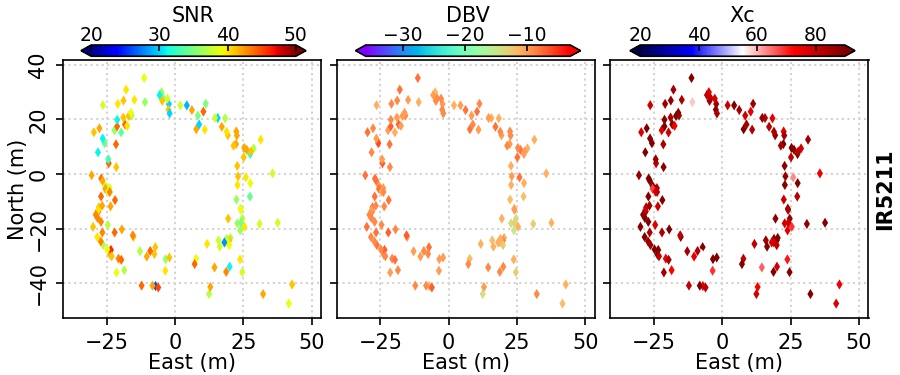 SNR DBV Xc
20 30 40 50 −30 −20 −10 20 40 60 80
40
20
0
−20
−40
North (m)
IR5211
−25 0 25 50 −25 0 25 50 −25 0 25 50
East (m) East (m) East (m)